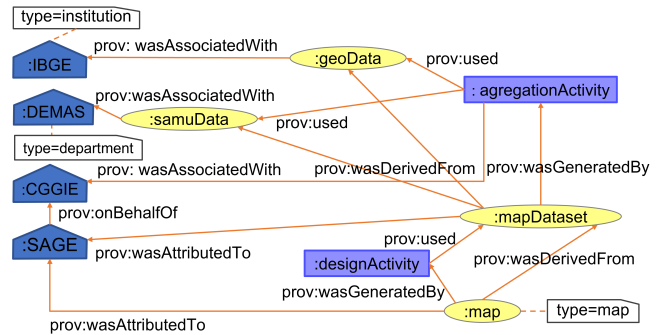 type=institution
prov: wasAssociatedWith
:IBGE
:geoData
prov:used
:DEMAS
prov:wasAssociatedWith
: agregationActivity
:samuData
prov:used
type=department
prov: wasAssociatedWith
prov:wasDerivedFrom
prov:wasGeneratedBy
:CGGIE
prov:onBehalfOf
:mapDataset
:SAGE
prov:used
prov:wasAttributedTo
:designActivity
prov:wasDerivedFrom
prov:wasGeneratedBy
:map
type=map
prov:wasAttributedTo